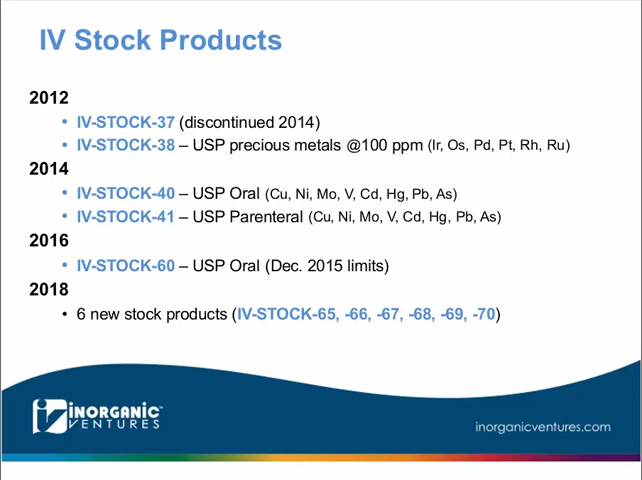 IV Stock Products
2012
• IV-STOCK-37 (discontinued 2014)
• IV-STOCK-38 – USP precious metals @100 ppm (Ir, Os, Pd, Pt, Rh, Ru)
2014
• IV-STOCK-40 – USP Oral (Cu, Ni, Mo, V, Cd, Hg, Pb, As)
• IV-STOCK-41 – USP Parenteral (Cu, Ni, Mo, V, Cd, Hg, Pb, As)
2016
• IV-STOCK-60 – USP Oral (Dec. 2015 limits)
2018
• 6 new stock products (IV-STOCK-65, -66, -67, -68, -69, -70)
iV INORGANIC™
VENTURES
inorganicventures.com